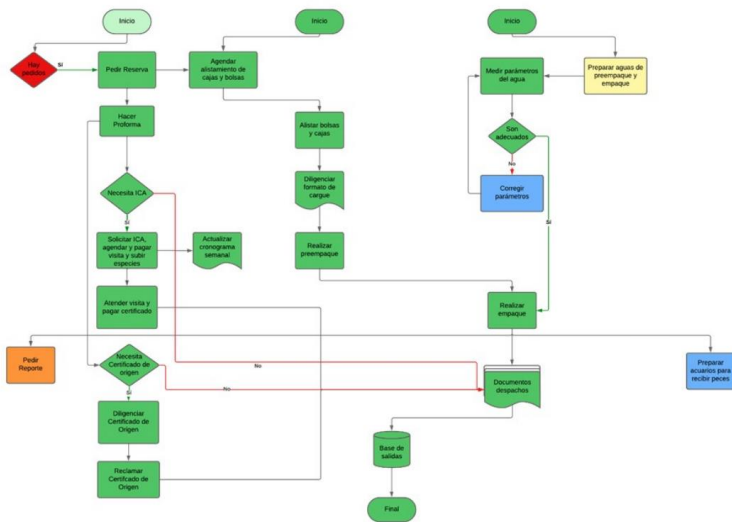 Inicio
Inicio
Inicio
Hay
pedidos
Sí
Pedir Reserva
Agendar
alistamiento de
cajas y bolsas
Medir parámetros
del agua
Preparar aguas de
preempaque y
empaque
Hacer
Proforma
Alistar bolsas
y cajas
Son
adecuados
No
Sí
Necesita ICA
Sí
No
Diligenciar
formato de
cargue
Corregir
parámetros
Solicitar ICA,
agendar y pagar
visita y subir
especies
Actualizar
cronograma
semanal
Realizar
preempaque
Atender visita y
pagar certificado
Realizar
empaque
Pedir
Reporte
Necesita
Certificado de
origen
Sí
No
Documentos
despachos
Preparar
acuarios para
recibir peces
Diligenciar
Certificado de
Origen
Base de
salidas
Reclamar
Certifcado de
Origen
Final